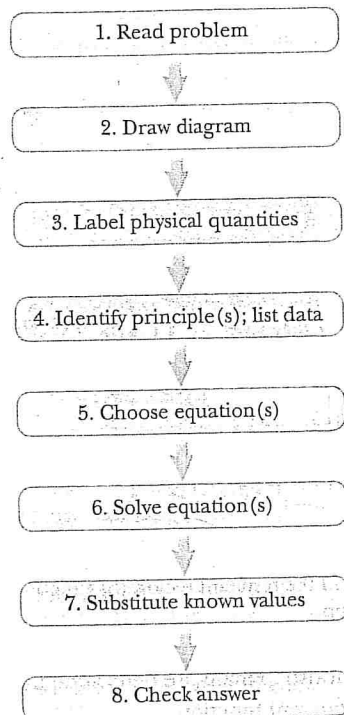 1. Read problem
2. Draw diagram
3. Label physical quantities
4. Identify principle(s); list data
5. Choose equation(s)
6. Solve equation(s)
7. Substitute known values
8. Check answer